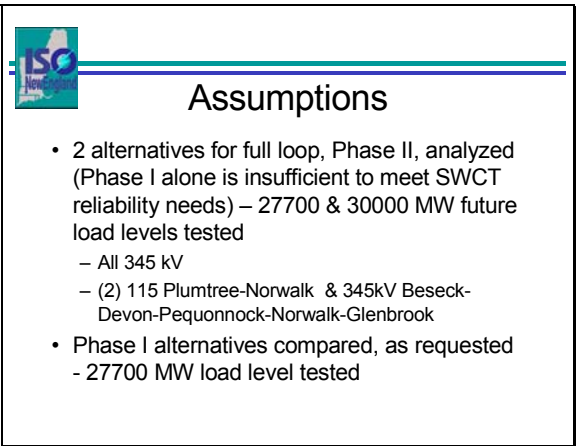 ISO
NewEngland
Assumptions
• 2 alternatives for full loop, Phase II, analyzed
(Phase I alone is insufficient to meet SWCT
reliability needs) – 27700 & 30000 MW future
load levels tested
– All 345 kV
– (2) 115 Plumtree-Norwalk & 345kV Beseck-
Devon-Pequonnock-Norwalk-Glenbrook
• Phase I alternatives compared, as requested
- 27700 MW load level tested